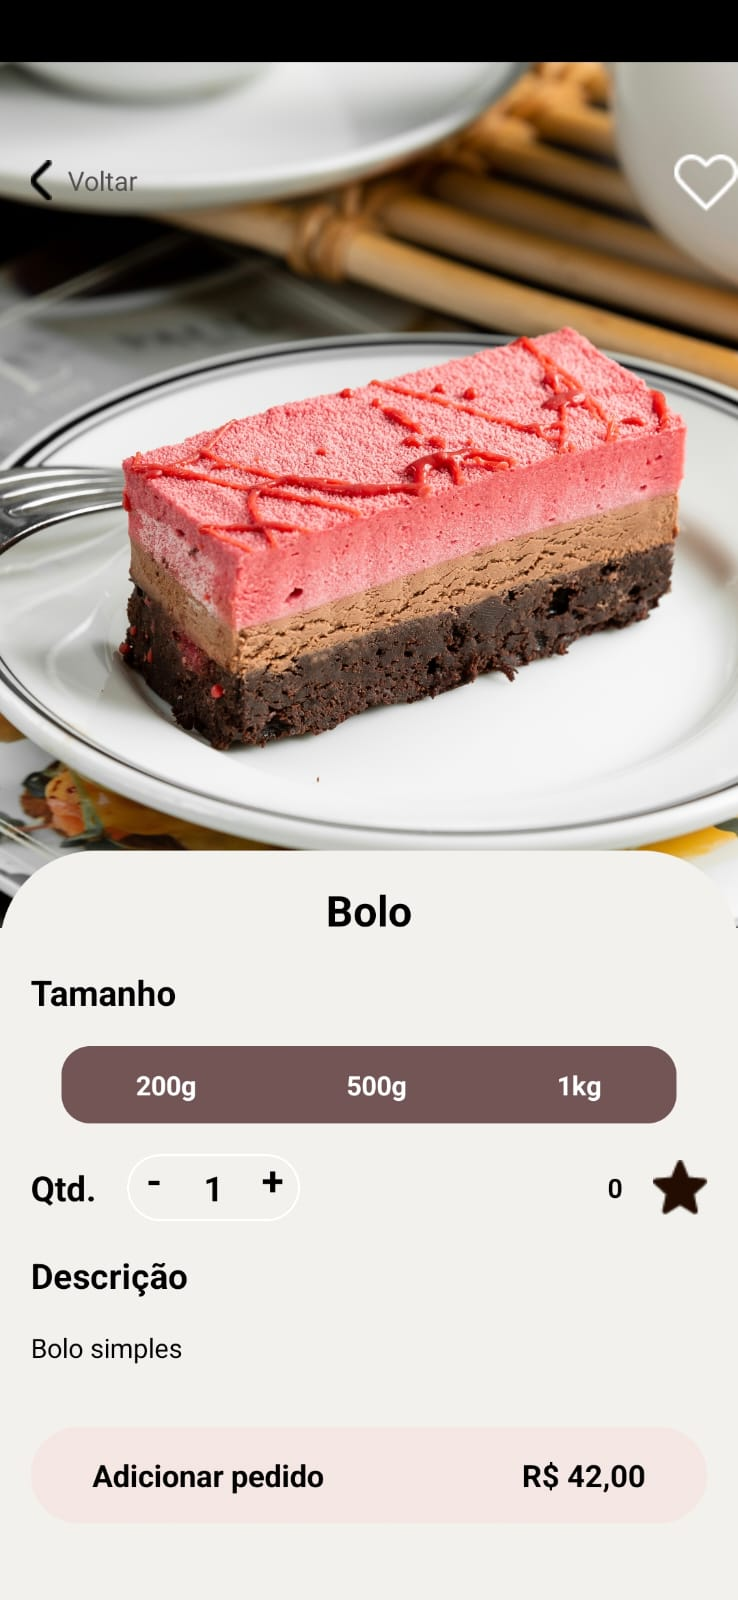 Voltar
Bolo
Tamanho
200g 500g 1kg
Qtd. - 1 + 0
Descrição
Bolo simples
Adicionar pedido R$ 42,00